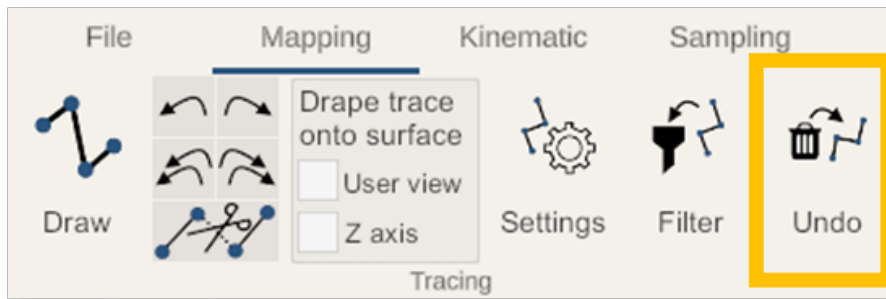 File Mapping Kinematic Sampling
Drape trace
onto surface
User view
Z axis
Draw Settings Filter Undo
Tracing